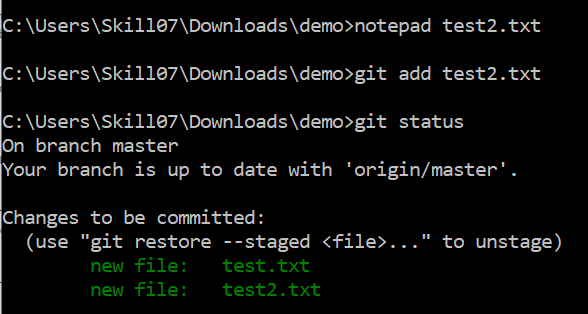 C:\Users\Skill07\Downloads\demo>notepad test2.txt
C:\Users\Skill07\Downloads\demo>git add test2.txt
C:\Users\Skill07\Downloads\demo>git status
On branch master
Your branch is up to date with 'origin/master'.
Changes to be committed:
  (use "git restore --staged <file>..." to unstage)
        new file:   test.txt
        new file:   test2.txt